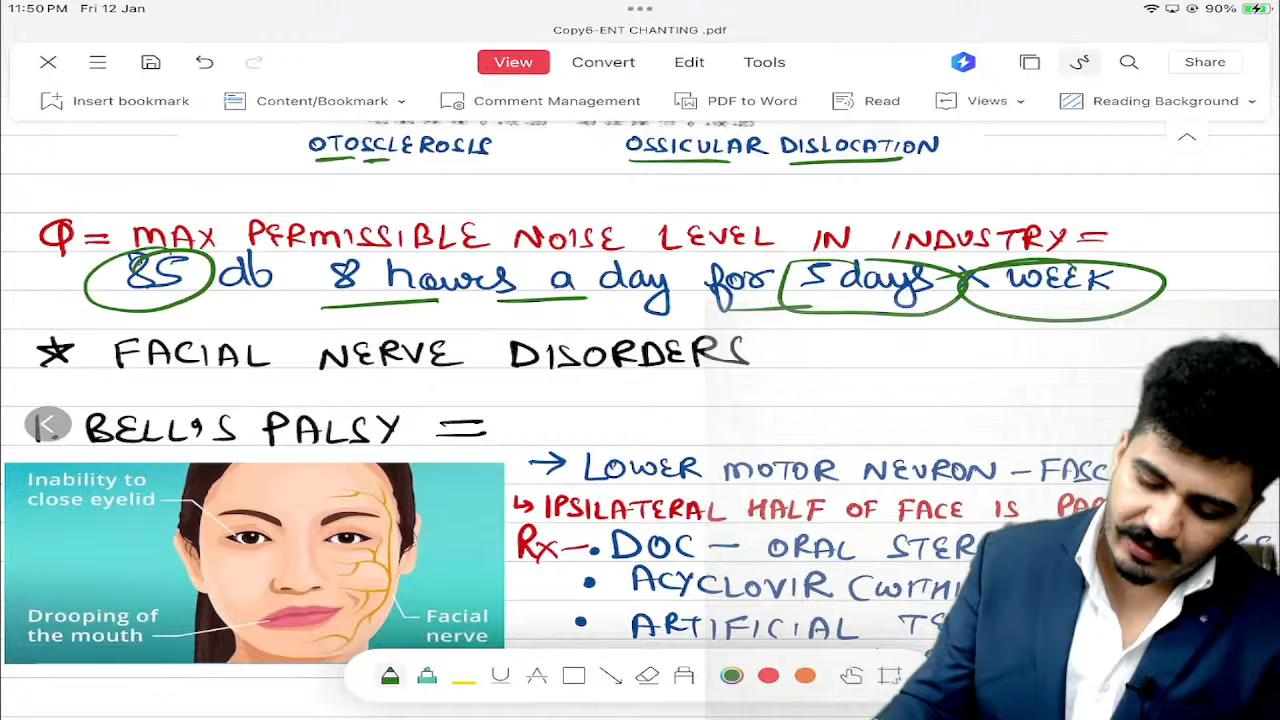 11:50 PM Fri 12 Jan
90%
Copy6-ENT CHANTING .pdf
View Convert Edit Tools Share
Insert bookmark Content/Bookmark Comment Management PDF to Word Read Views Reading Background
OTOSCLEROSIS OSSICULAR DISLOCATION
Φ = MAX PERMISSIBLE NOISE LEVEL IN INDUSTRY =
85 db 8 hours a day for 5 days x WEEK
★ FACIAL NERVE DISORDERS
1. BELL'S PALSY =
Inability to
close eyelid
Drooping of
the mouth
Facial
nerve
→ LOWER MOTOR NEURON - FASC
↳ IPSILATERAL HALF OF FACE IS PAR
Rx - • DOC - ORAL STER
• ACYCLOVIR (WITHI
• ARTIFICIAL